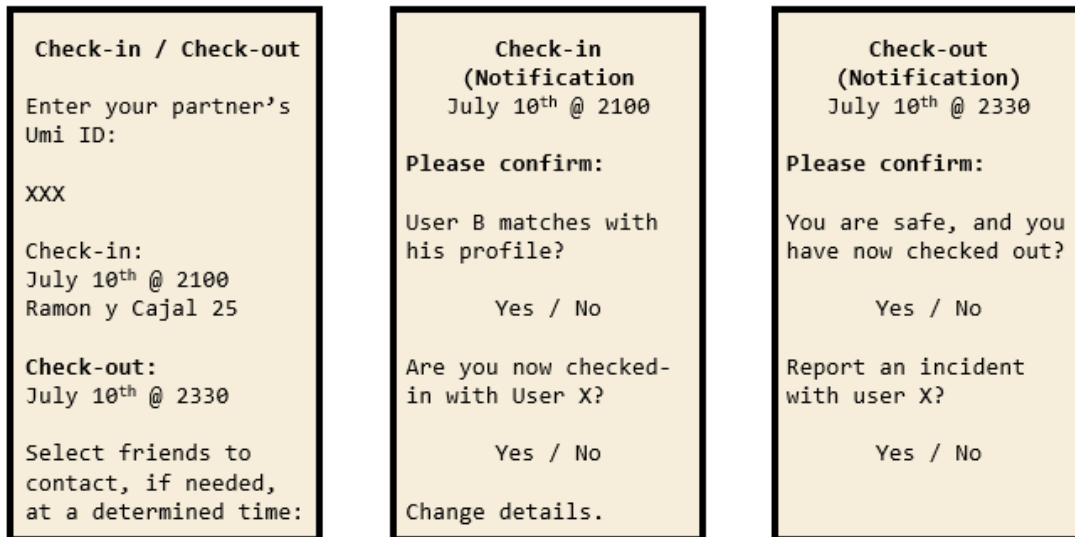 Check-in / Check-out
Enter your partner’s
Umi ID:
XXX
Check-in:
July 10th @ 2100
Ramon y Cajal 25
Check-out:
July 10th @ 2330
Select friends to
contact, if needed,
at a determined time:
Check-in
(Notification
July 10th @ 2100
Please confirm:
User B matches with
his profile?
Yes / No
Are you now checked-
in with User X?
Yes / No
Change details.
Check-out
(Notification)
July 10th @ 2330
Please confirm:
You are safe, and you
have now checked out?
Yes / No
Report an incident
with user X?
Yes / No